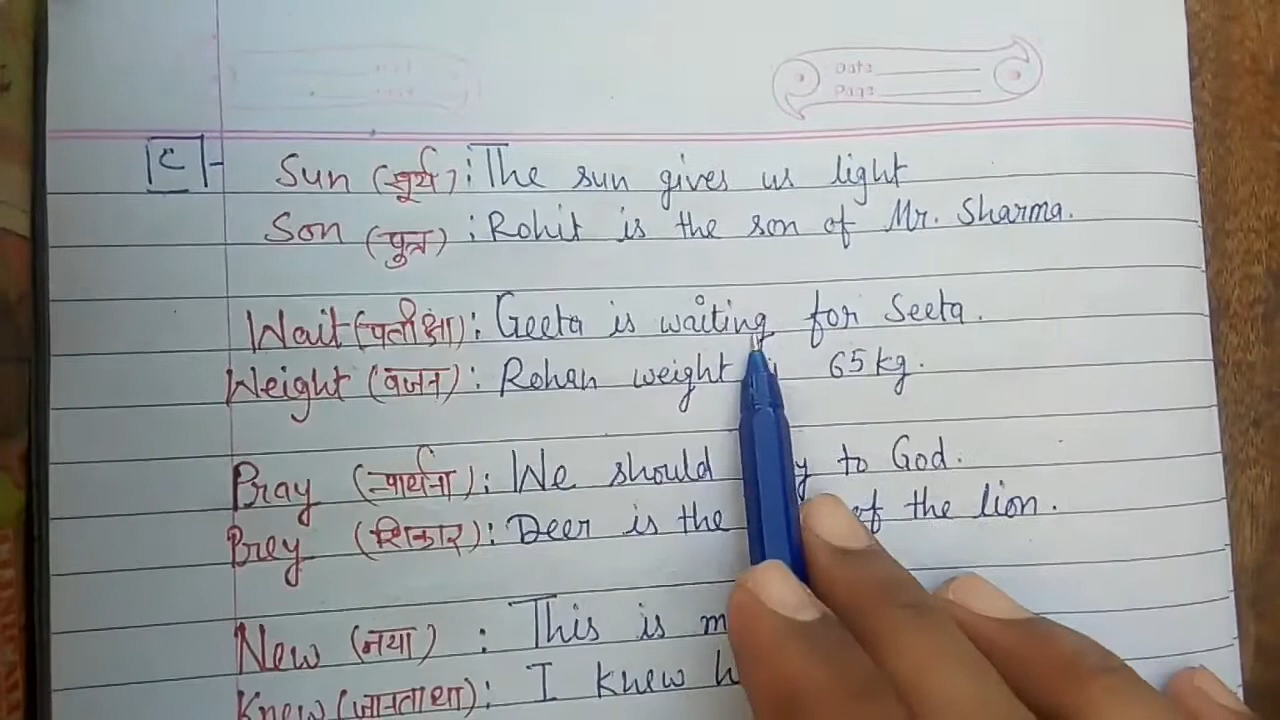 Data
Page
[C]- Sun (सूर्य) : The sun gives us light
Son (पुत्र) : Rohit is the son of Mr. Sharma.
Wait (प्रतीक्षा) : Geeta is waiting for Seeta.
Weight (वजन) : Rohan weight 65 kg.
Pray (प्रार्थना) : We should to God.
Prey (शिकार) : Deer is the of the lion.
New (नया) : This is
Knew (जानता था) : I knew